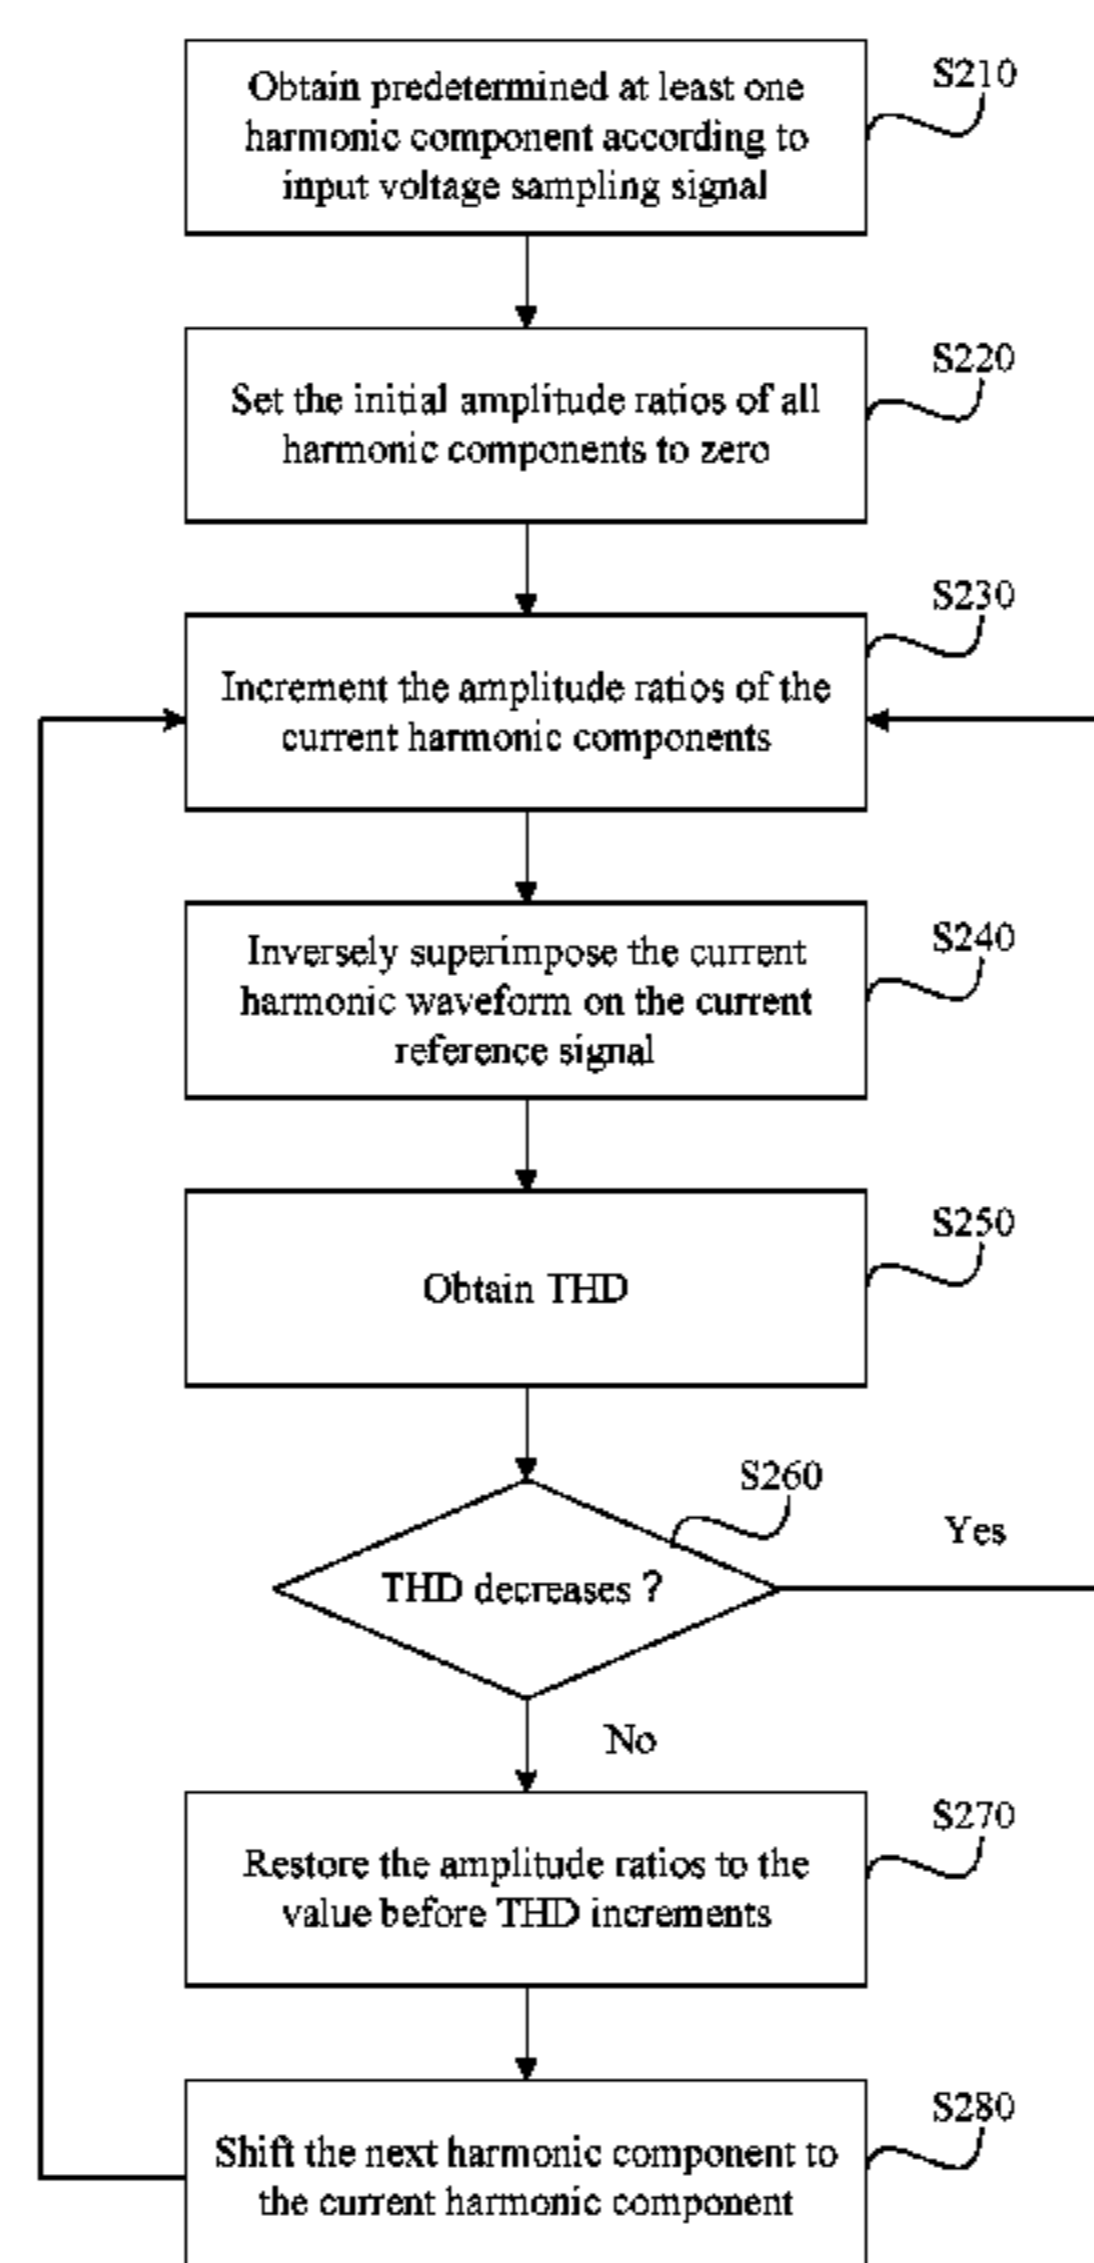 Obtain predetermined at least one
harmonic component according to
input voltage sampling signal
S210
Set the initial amplitude ratios of all
harmonic components to zero
S220
Increment the amplitude ratios of the
current harmonic components
S230
Inversely superimpose the current
harmonic waveform on the current
reference signal
S240
Obtain THD
S250
THD decreases ?
S260
Yes
No
Restore the amplitude ratios to the
value before THD increments
S270
Shift the next harmonic component to
the current harmonic component
S280